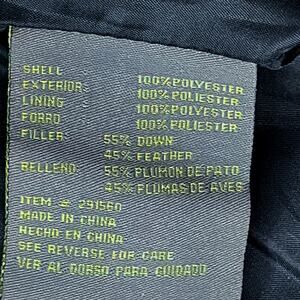 SHELL 100% POLYESTER
EXTERIOR: 100% POLIESTER
LINING 100% POLYESTER
FORRO 100% POLIESTER
FILLER: 55% DOWN
45% FEATHER
RELLENO: 55% PLUMON DE PATO
45% PLUMAS DE AVES
ITEM # 291560
MADE IN CHINA
HECHO EN CHINA
SEE REVERSE FOR CARE
VER AL DORSO PARA CUIDADO